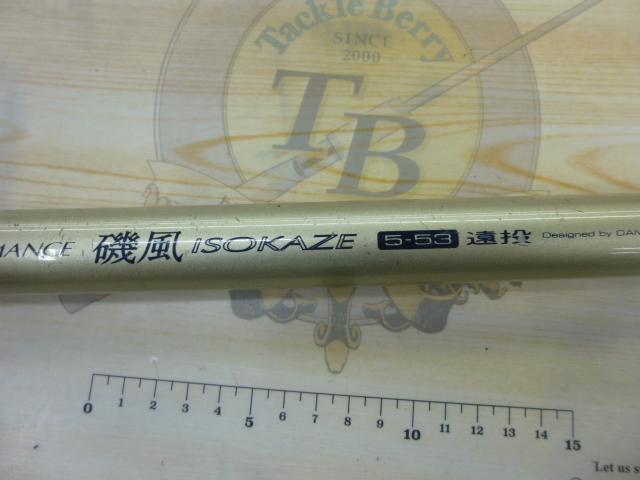 Tackle Berry
SINCE
2000
TB
MANCE 磯風 ISOKAZE 5-53 遠投 Designed by DAI
0 1 2 3 4 5 6 7 8 9 10 11 12 13 14 15
Let us s